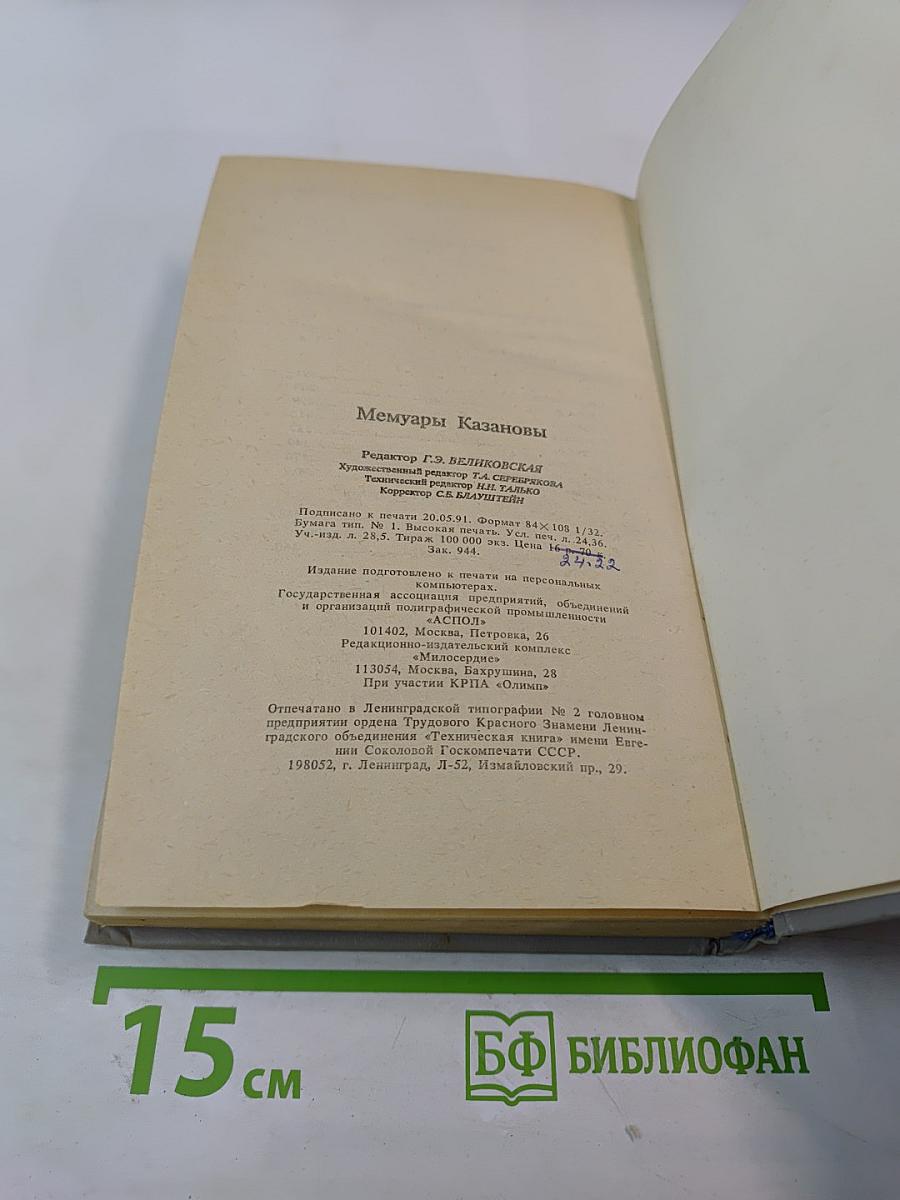 Мемуары Казановы
Редактор Г.Э. ВЕЛИКОВСКАЯ
Художественный редактор Т.А. СЕРЕБРЯКОВА
Технический редактор Н.Н. ТАЛЬКО
Корректор С.Б. БЛАУШТЕЙН
Подписано к печати 20.05.91. Формат 84×108 1/32.
Бумага тип. № 1. Высокая печать. Усл. печ. л. 24,36.
Уч.-изд. л. 28,5. Тираж 100 000 экз. Цена 16 р. 70 к.
24.22
Зак. 944.
Издание подготовлено к печати на персональных
компьютерах.
Государственная ассоциация предприятий, объединений
и организаций полиграфической промышленности
«АСПОЛ»
101402, Москва, Петровка, 26
Редакционно-издательский комплекс
«Милосердие»
113054, Москва, Бахрушина, 28
При участии КРПА «Олимп»
Отпечатано в Ленинградской типографии № 2 головном
предприятии ордена Трудового Красного Знамени Ленин-
градского объединения «Техническая книга» имени Евге-
нии Соколовой Госкомпечати СССР.
198052, г. Ленинград, Л-52, Измайловский пр., 29.
15 см
БФ БИБЛИОФАН